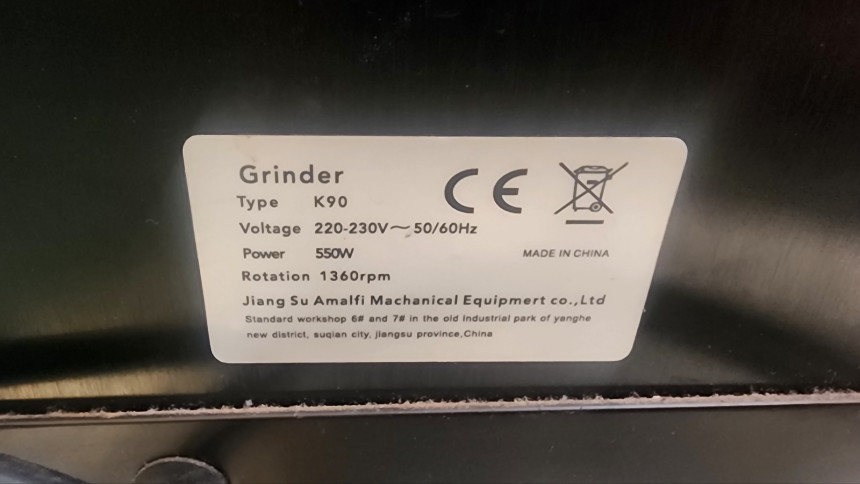 Grinder
CE
Type K90
Voltage 220-230V~50/60Hz
Power 550W
MADE IN CHINA
Rotation 1360rpm
Jiang Su Amalfi Machanical Equipmert co.,Ltd
Standard workshop 6# and 7# in the old Industrial park of yanghe
new district, suqian city, jiangsu province,China